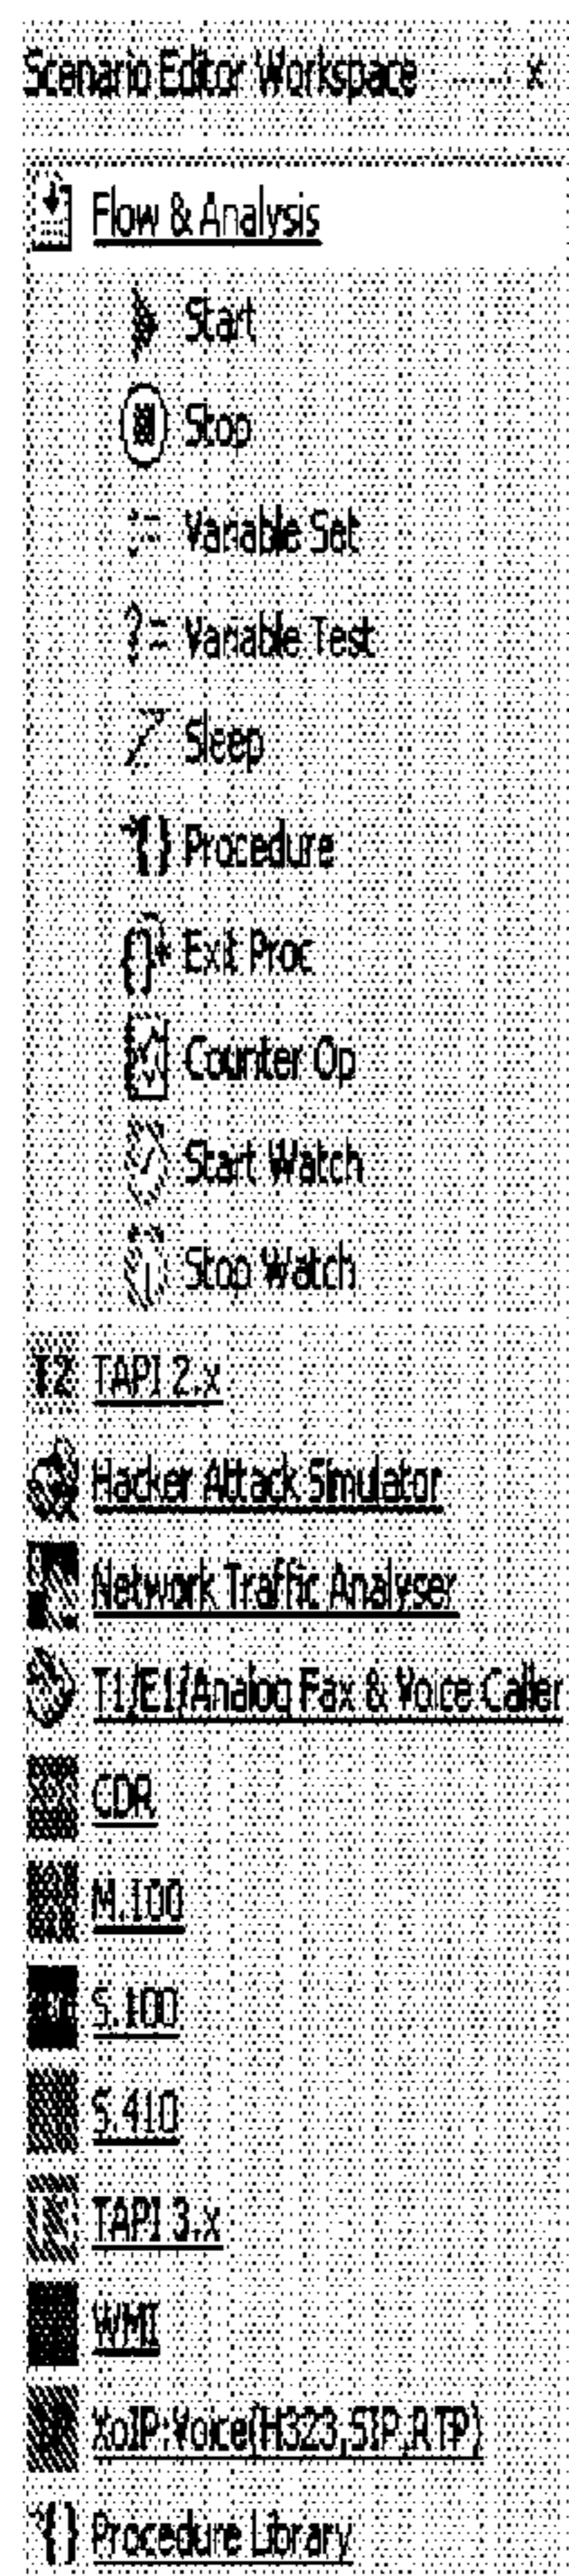 Scenario Editor Workspace x
Flow & Analysis
Start
Stop
:= Variable Set
?= Variable Test
Sleep
{} Procedure
{} Exit Proc
Counter Op
Start Watch
Stop Watch
T2 TAPI 2.x
Hacker Attack Simulator
Network Traffic Analyser
T1/E1/Analog Fax & Voice Caller
CDR
M.100
S.100
S.410
TAPI 3.x
WMI
XoIP:Voice(H323,SIP,RTP)
{} Procedure Library